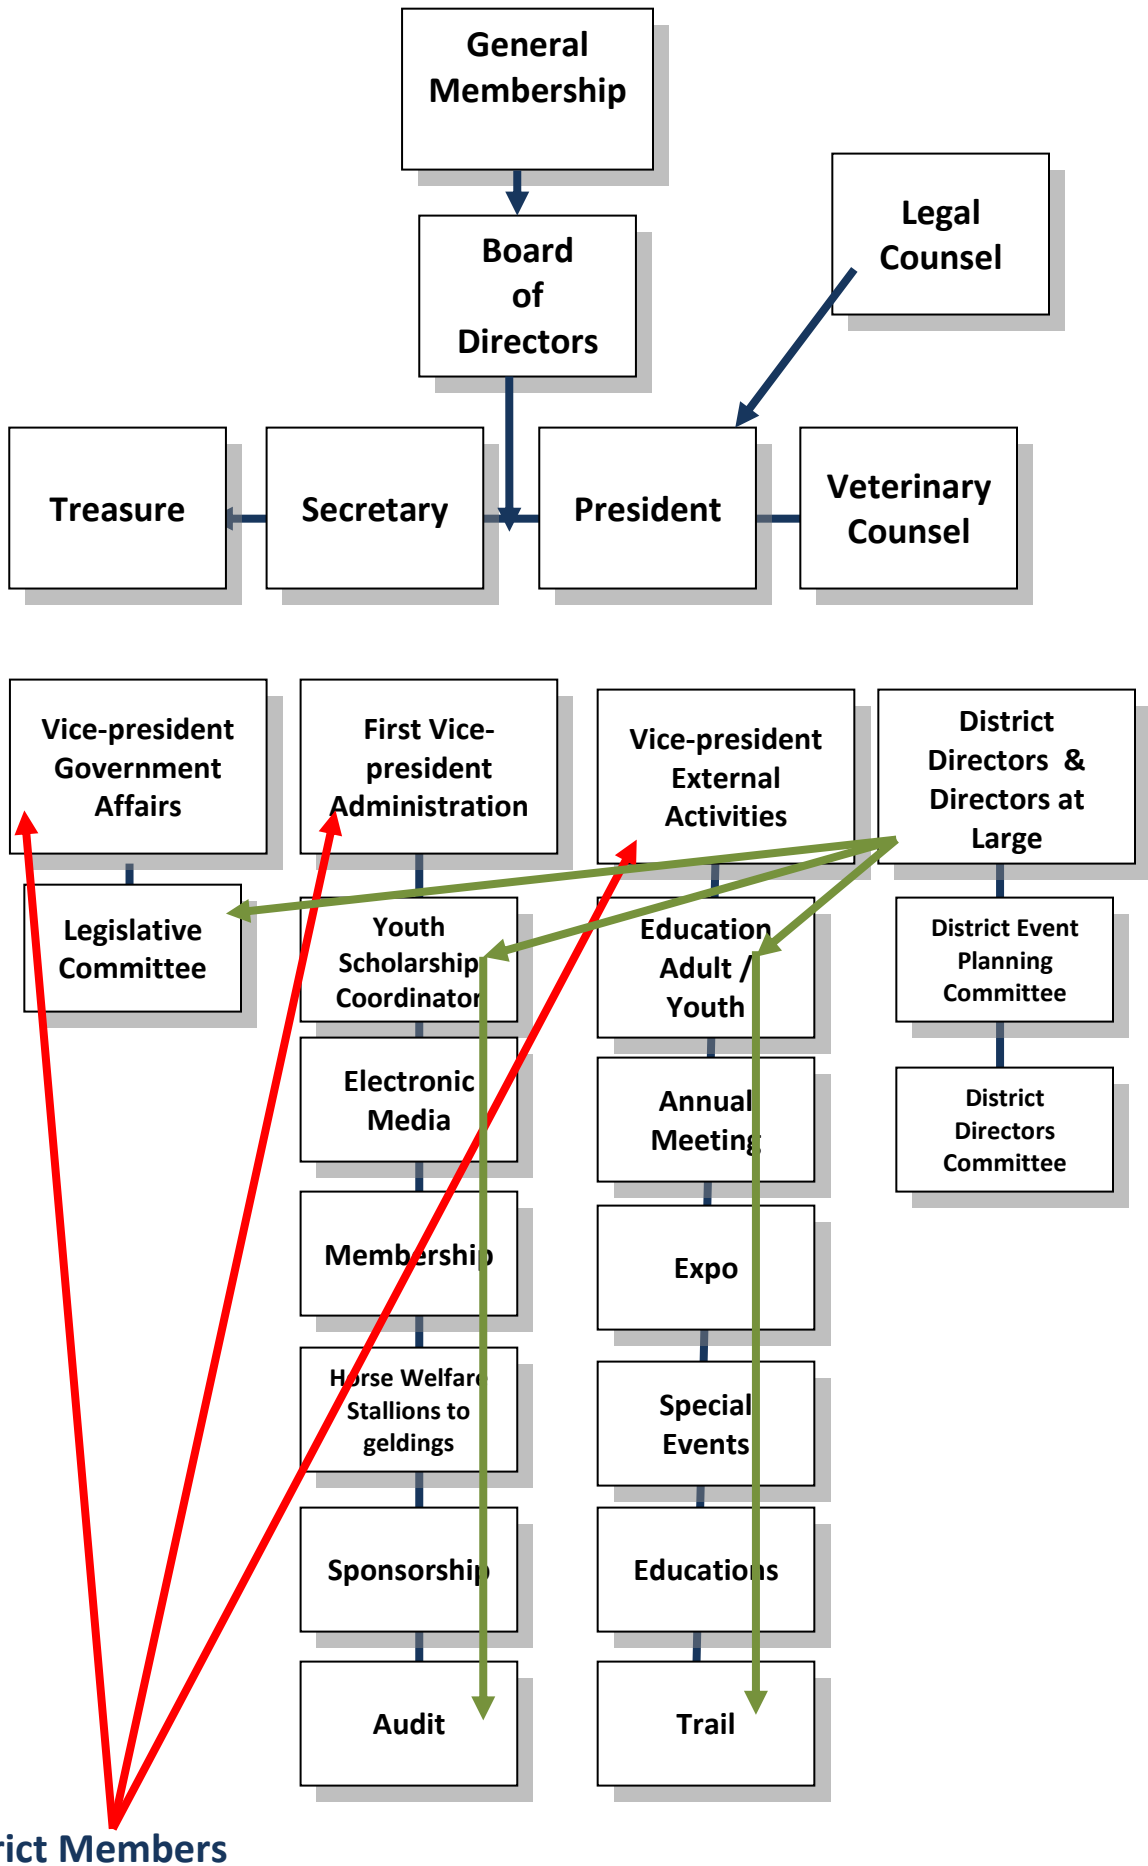 General
Membership
Legal
Counsel
Board
of
Directors
Treasure
Secretary
President
Veterinary
Counsel
Vice-president
Government
Affairs
First Vice-
president
Administration
Vice-president
External
Activities
District
Directors &
Directors at
Large
Legislative
Committee
Youth
Scholarship
Coordinator
Education
Adult /
Youth
District Event
Planning
Committee
Electronic
Media
Annual
Meeting
District
Directors
Committee
Membership
Expo
Horse Welfare
Stallions to
geldings
Special
Events
Sponsorship
Educations
Audit
Trail
rict Members